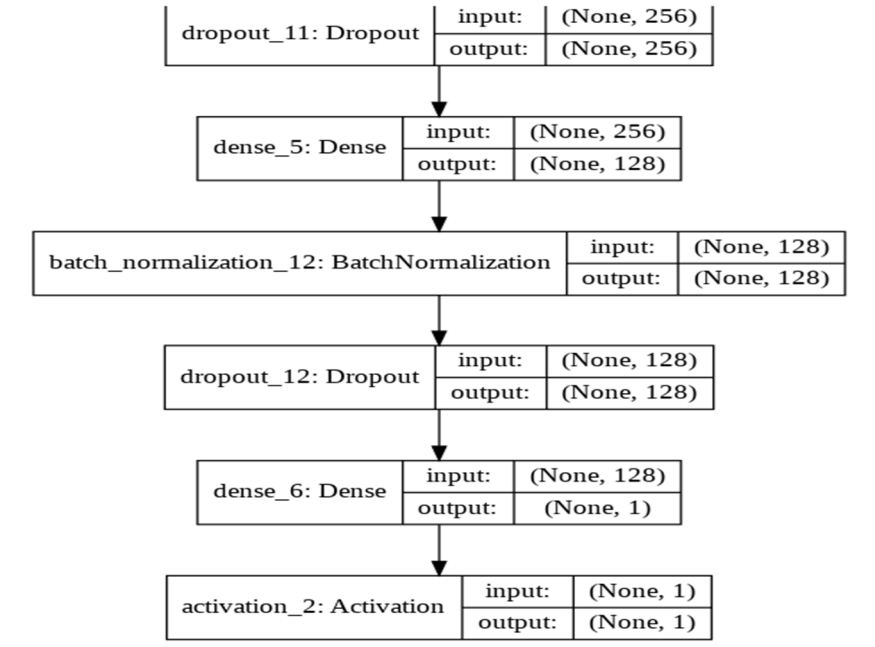 dropout_11: Dropout input: (None, 256)
output: (None, 256)
dense_5: Dense input: (None, 256)
output: (None, 128)
batch_normalization_12: BatchNormalization input: (None, 128)
output: (None, 128)
dropout_12: Dropout input: (None, 128)
output: (None, 128)
dense_6: Dense input: (None, 128)
output: (None, 1)
activation_2: Activation input: (None, 1)
output: (None, 1)